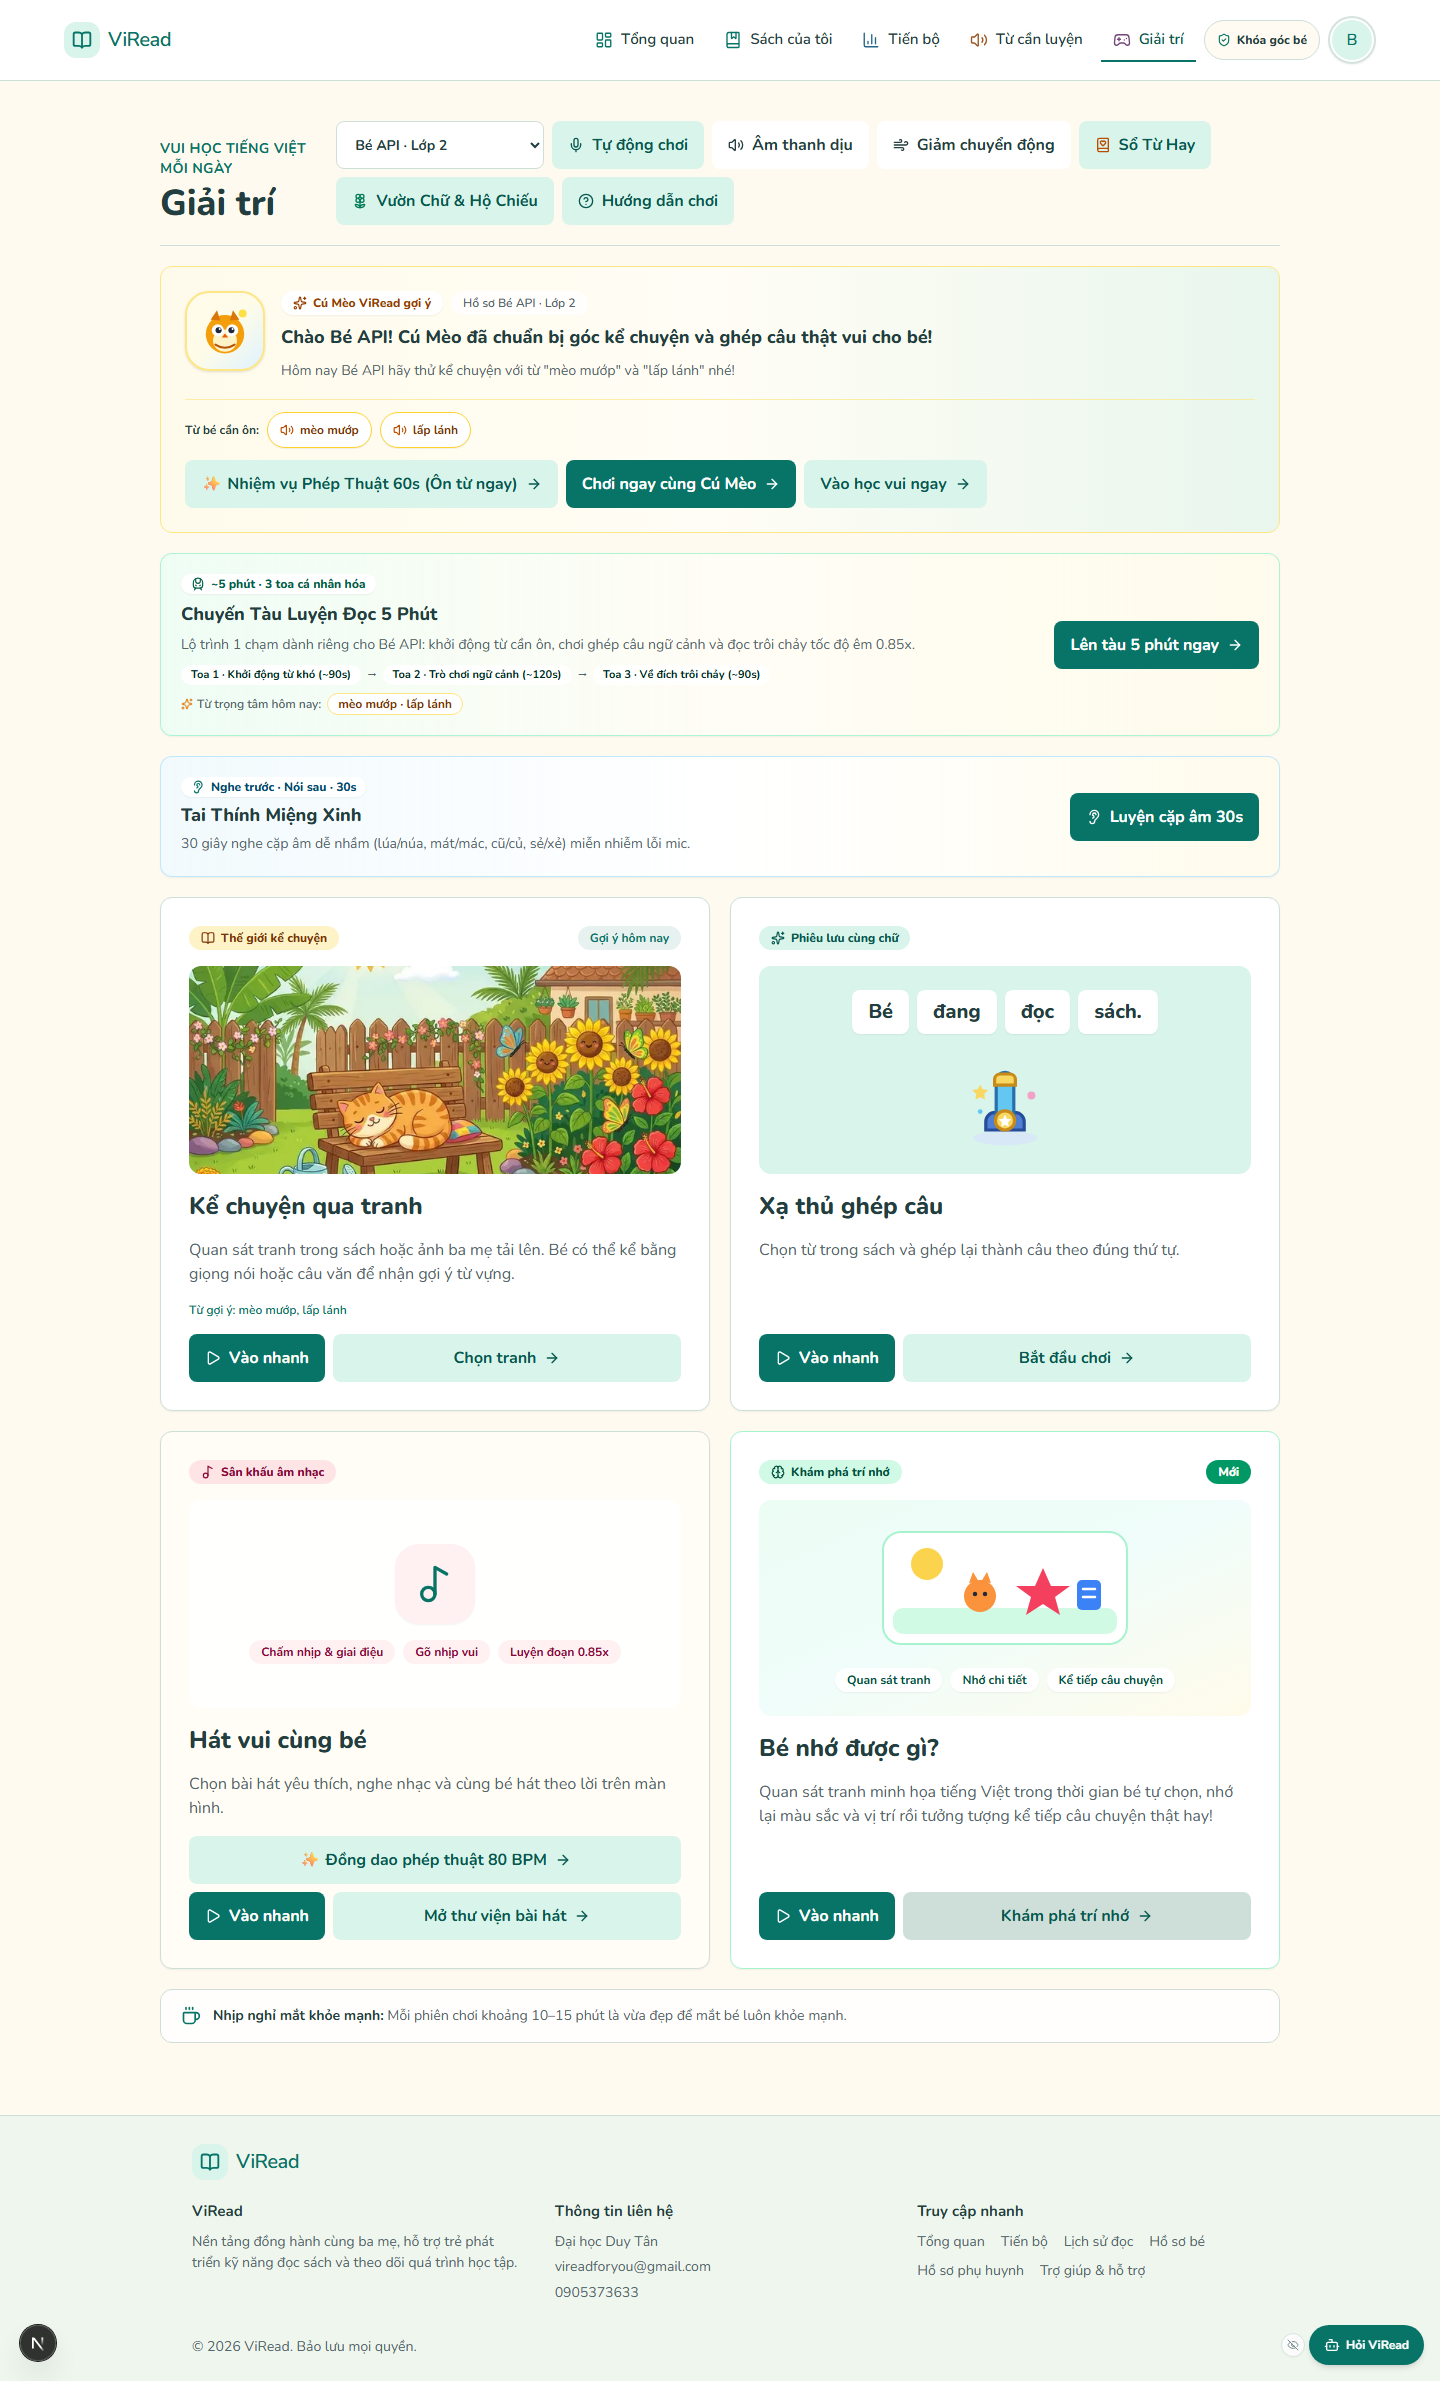 ViRead
Tổng quan
Sách của tôi
Tiến bộ
Từ cần luyện
Giải trí
Khóa góc bé
B
VUI HỌC TIẾNG VIỆT
MỖI NGÀY
Giải trí
Bé API · Lớp 2
Tự động chơi
Âm thanh dịu
Giảm chuyển động
Sổ Từ Hay
Vườn Chữ & Hộ Chiếu
Hướng dẫn chơi
Cú Mèo ViRead gợi ý
Hồ sơ Bé API · Lớp 2
Chào Bé API! Cú Mèo đã chuẩn bị góc kể chuyện và ghép câu thật vui cho bé!
Hôm nay Bé API hãy thử kể chuyện với từ "mèo mướp" và "lấp lánh" nhé!
Từ bé cần ôn:
mèo mướp
lấp lánh
✨ Nhiệm vụ Phép Thuật 60s (Ôn từ ngay) →
Chơi ngay cùng Cú Mèo →
Vào học vui ngay →
~5 phút · 3 toa cá nhân hóa
Chuyến Tàu Luyện Đọc 5 Phút
Lộ trình 1 chạm dành riêng cho Bé API: khởi động từ cần ôn, chơi ghép câu ngữ cảnh và đọc trôi chảy tốc độ êm 0.85x.
Toa 1 · Khởi động từ khó (~90s) → Toa 2 · Trò chơi ngữ cảnh (~120s) → Toa 3 · Về đích trôi chảy (~90s)
Từ trọng tâm hôm nay: mèo mướp · lấp lánh
Lên tàu 5 phút ngay →
Nghe trước · Nói sau · 30s
Tai Thính Miệng Xinh
30 giây nghe cặp âm dễ nhầm (lúa/núa, mát/mác, cũ/củ, sẻ/xẻ) miễn nhiễm lỗi mic.
Luyện cặp âm 30s
Thế giới kể chuyện
Gợi ý hôm nay
Kể chuyện qua tranh
Quan sát tranh trong sách hoặc ảnh ba mẹ tải lên. Bé có thể kể bằng
giọng nói hoặc câu văn để nhận gợi ý từ vựng.
Từ gợi ý: mèo mướp, lấp lánh
Vào nhanh
Chọn tranh →
Phiêu lưu cùng chữ
Bé đang đọc sách.
Xạ thủ ghép câu
Chọn từ trong sách và ghép lại thành câu theo đúng thứ tự.
Vào nhanh
Bắt đầu chơi →
Sân khấu âm nhạc
Chấm nhịp & giai điệu
Gõ nhịp vui
Luyện đoạn 0.85x
Hát vui cùng bé
Chọn bài hát yêu thích, nghe nhạc và cùng bé hát theo lời trên màn
hình.
✨ Đồng dao phép thuật 80 BPM →
Vào nhanh
Mở thư viện bài hát →
Khám phá trí nhớ
Mới
Quan sát tranh
Nhớ chi tiết
Kể tiếp câu chuyện
Bé nhớ được gì?
Quan sát tranh minh họa tiếng Việt trong thời gian bé tự chọn, nhớ
lại màu sắc và vị trí rồi tưởng tượng kể tiếp câu chuyện thật hay!
Vào nhanh
Khám phá trí nhớ →
Nhịp nghỉ mắt khỏe mạnh: Mỗi phiên chơi khoảng 10–15 phút là vừa đẹp để mắt bé luôn khỏe mạnh.
ViRead
ViRead
Nền tảng đồng hành cùng ba mẹ, hỗ trợ trẻ phát
triển kỹ năng đọc sách và theo dõi quá trình học tập.
Thông tin liên hệ
Đại học Duy Tân
vireadforyou@gmail.com
0905373633
Truy cập nhanh
Tổng quan Tiến bộ Lịch sử đọc Hồ sơ bé
Hồ sơ phụ huynh Trợ giúp & hỗ trợ
© 2026 ViRead. Bảo lưu mọi quyền.
N
Hỏi ViRead